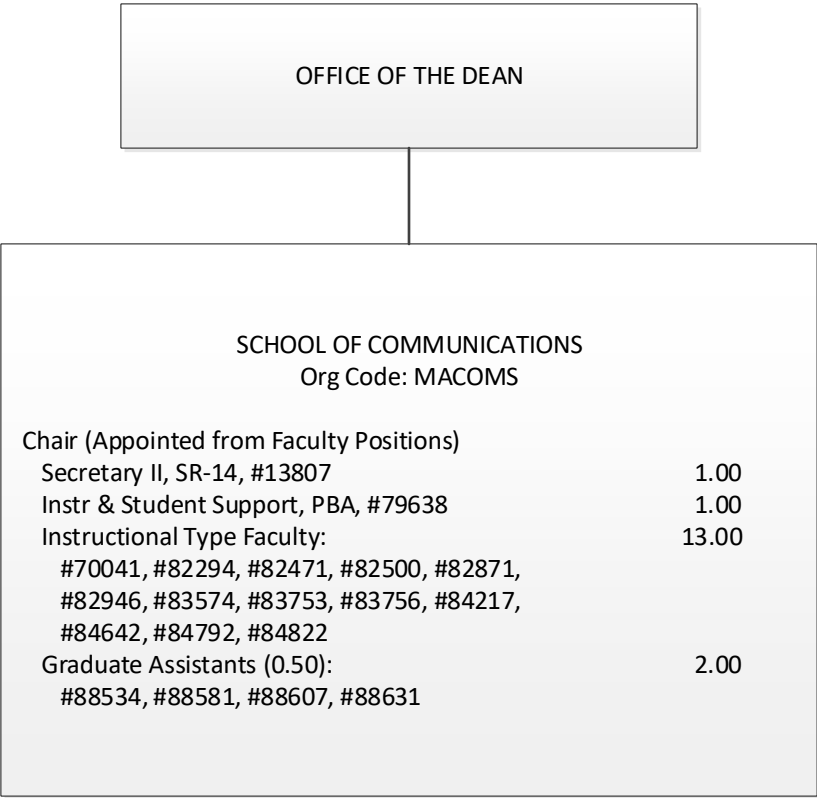 OFFICE OF THE DEAN
SCHOOL OF COMMUNICATIONS
Org Code: MACOMS
Chair (Appointed from Faculty Positions)
Secretary II, SR-14, #13807 1.00
Instr & Student Support, PBA, #79638 1.00
Instructional Type Faculty: 13.00
#70041, #82294, #82471, #82500, #82871,
#82946, #83574, #83753, #83756, #84217,
#84642, #84792, #84822
Graduate Assistants (0.50): 2.00
#88534, #88581, #88607, #88631